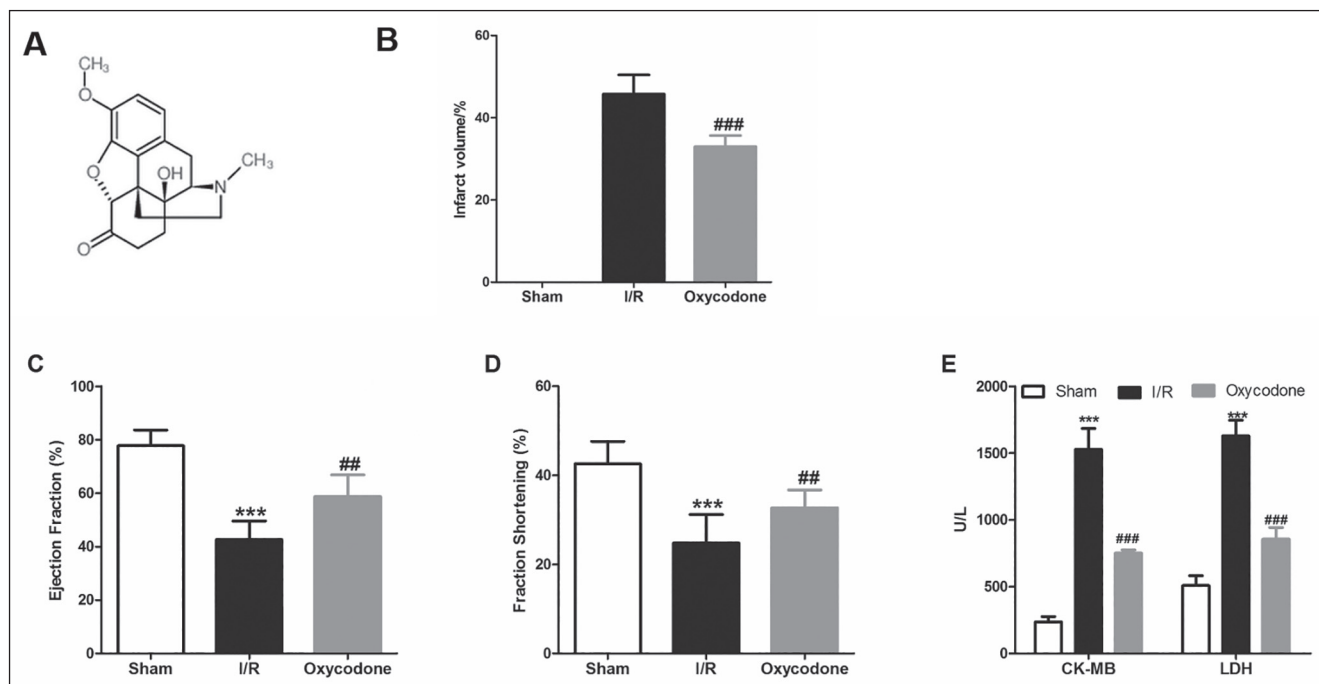 A
CH₃
O
O
OH
N
CH₃
O
B
Infarct volume/%
60
40
20
0
###
Sham I/R Oxycodone
C
Ejection Fraction (%)
100
80
60
40
20
0
***
##
Sham I/R Oxycodone
D
Fraction Shortening (%)
60
40
20
0
***
##
Sham I/R Oxycodone
E
Sham I/R Oxycodone
U/L
2000
1500
1000
500
0
***
###
***
###
CK-MB LDH